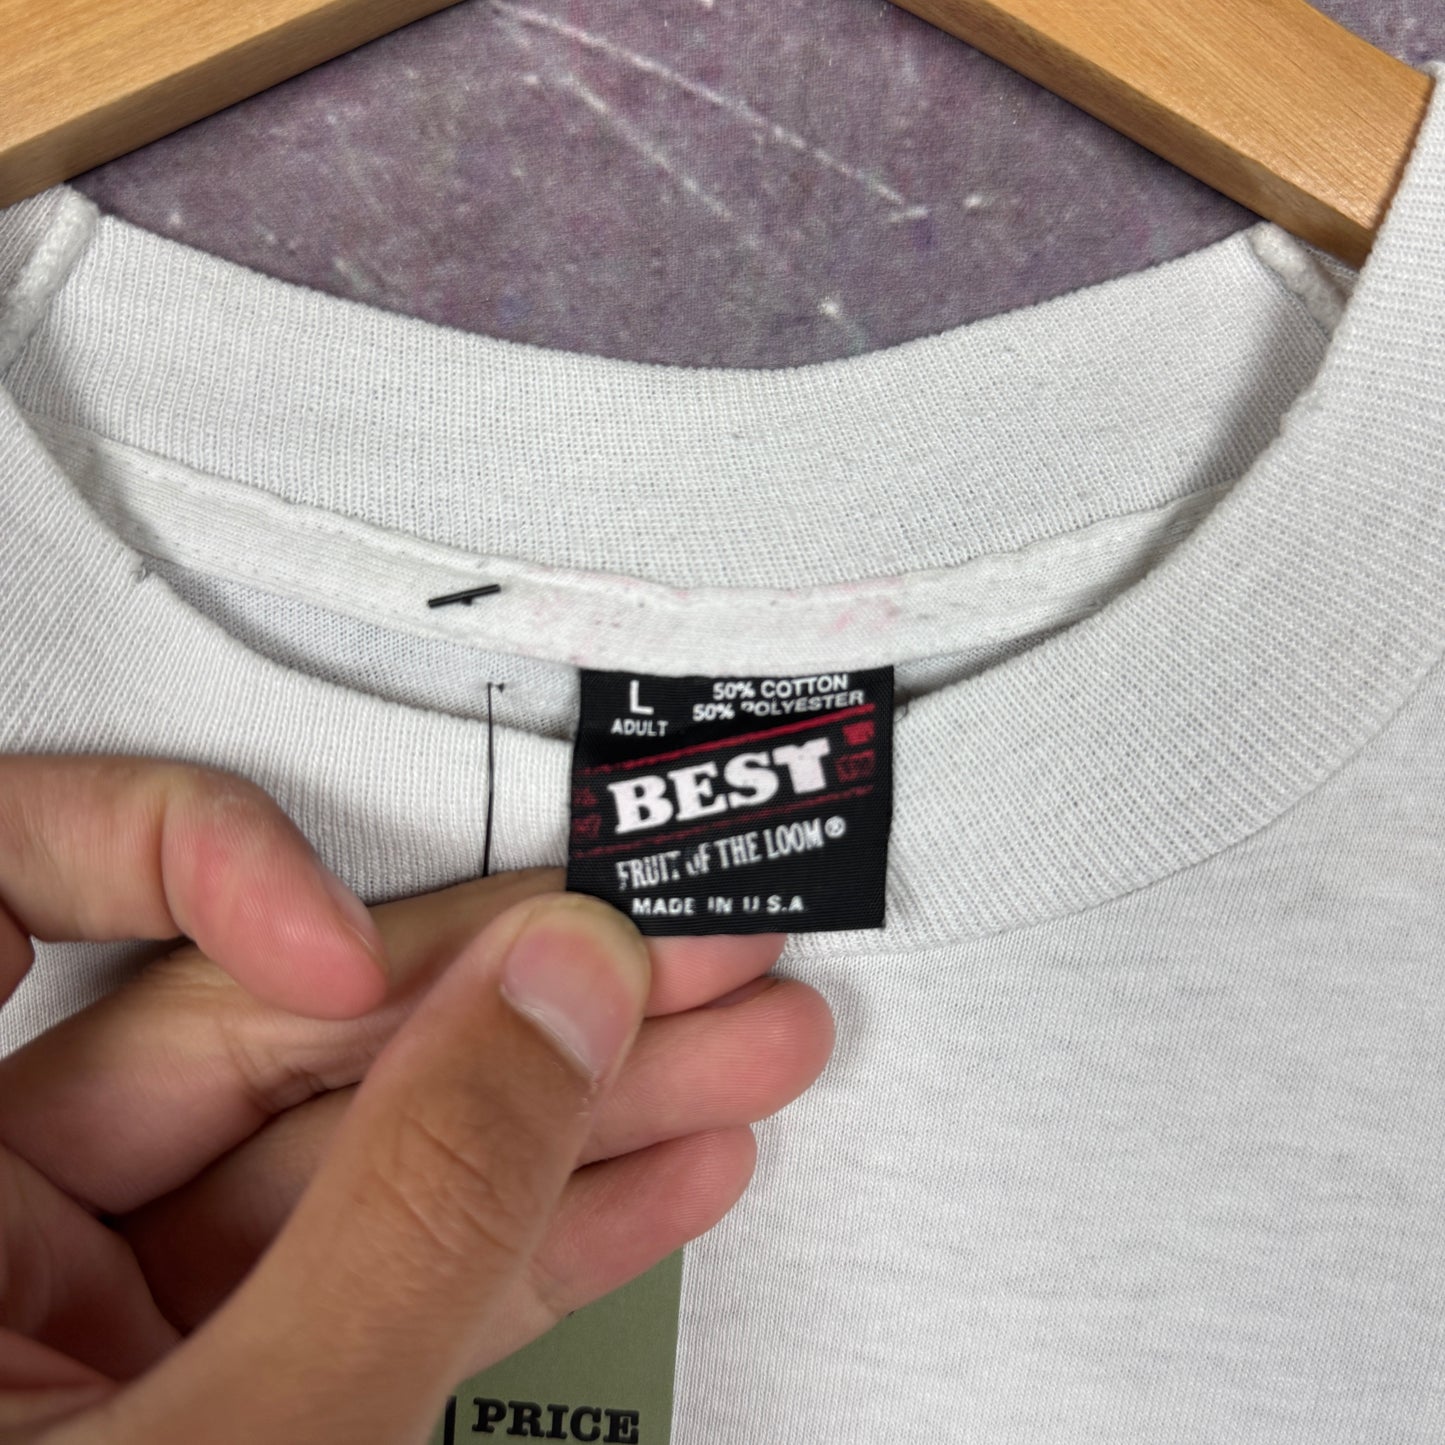 L
ADULT
50% COTTON
50% POLYESTER
BEST
FRUIT OF THE LOOM®
MADE IN U.S.A
PRICE